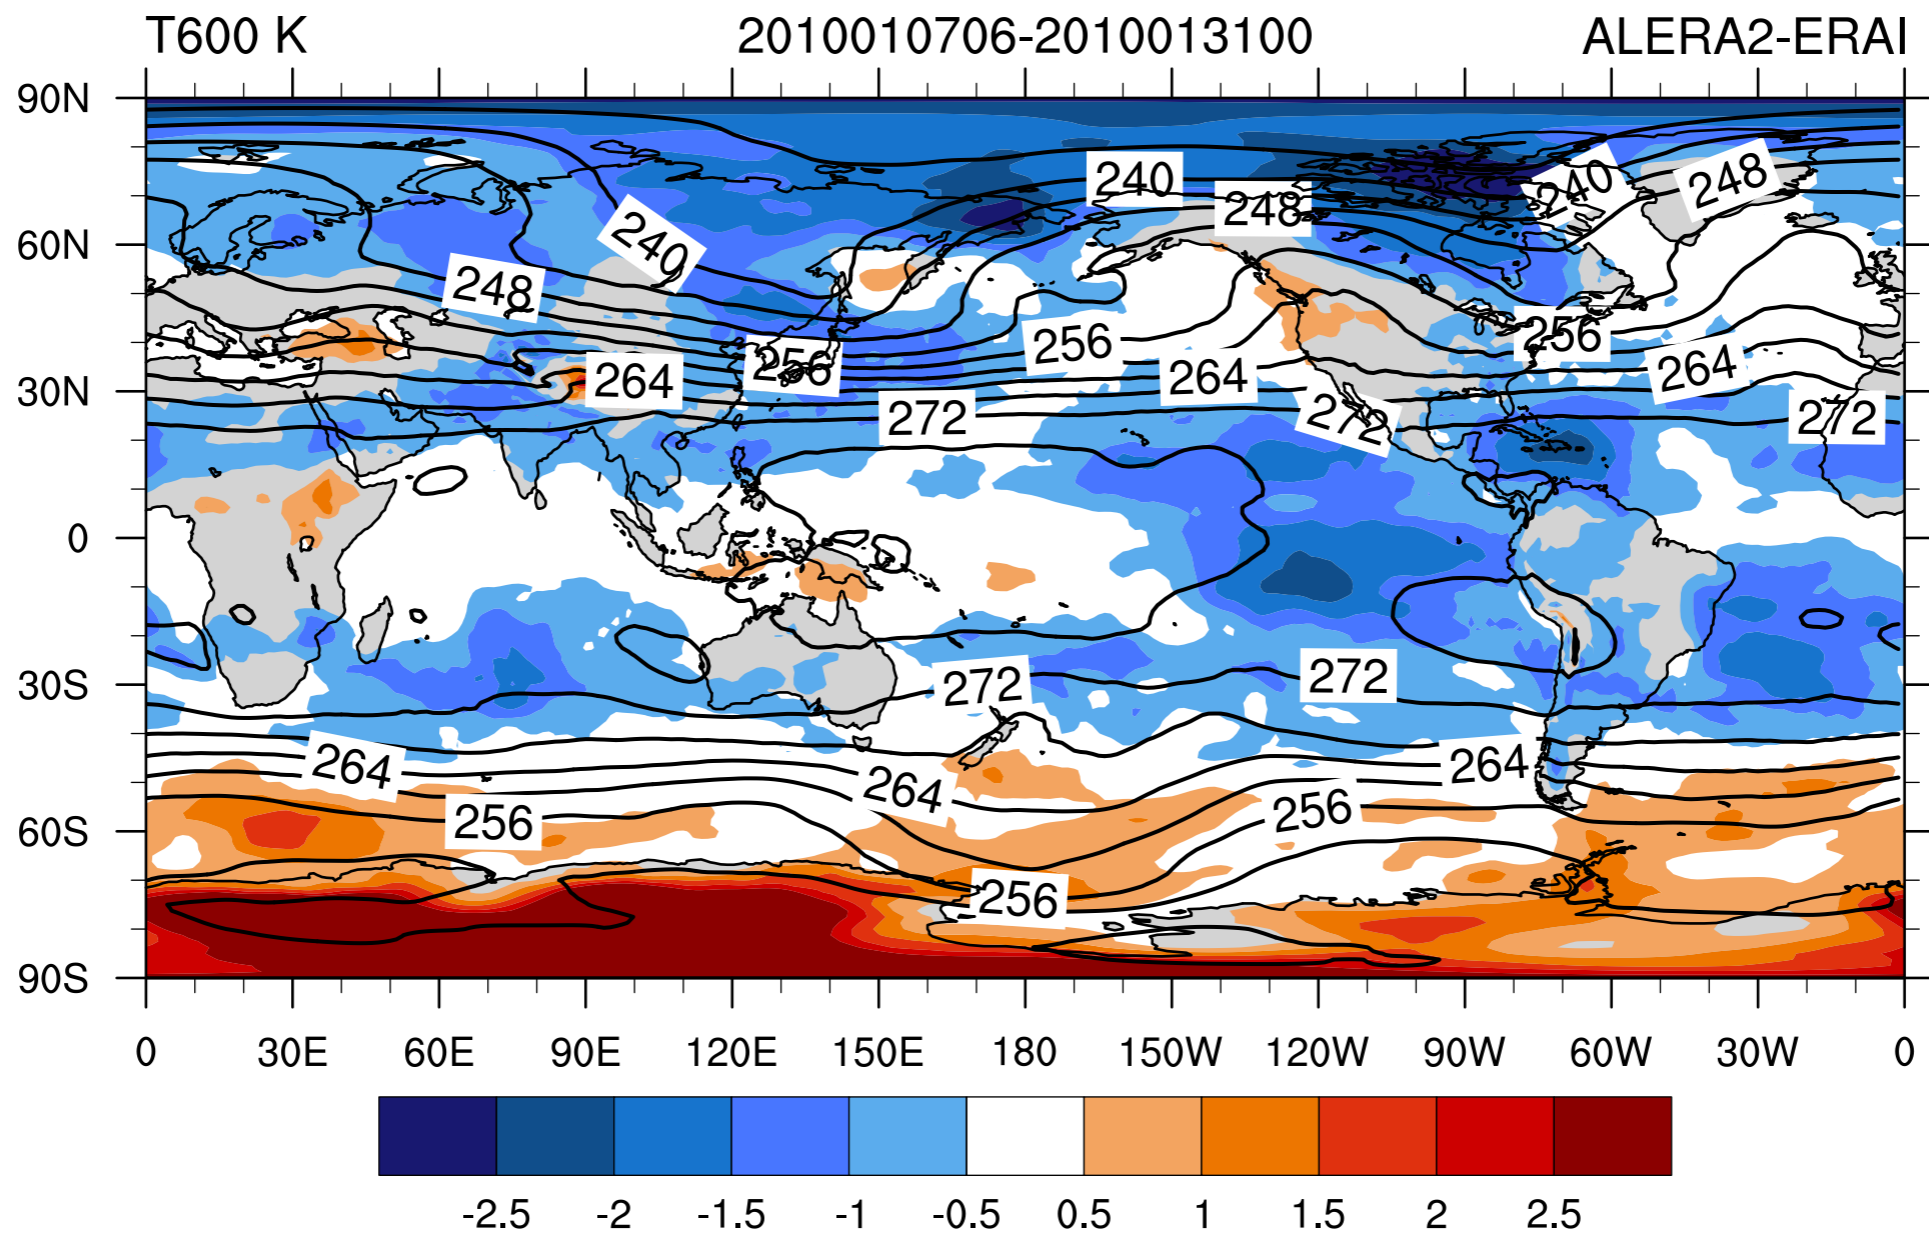 T600 K 2010010706-2010013100 ALERA2-ERAI
90N
240 240 248
248
60N 240
248
256 256 256
264 264 264
30N
272 272 272
0
30S 272 272
264 264 264
256 256
60S
256
90S
0 30E 60E 90E 120E 150E 180 150W 120W 90W 60W 30W 0
-2.5 -2 -1.5 -1 -0.5 0.5 1 1.5 2 2.5